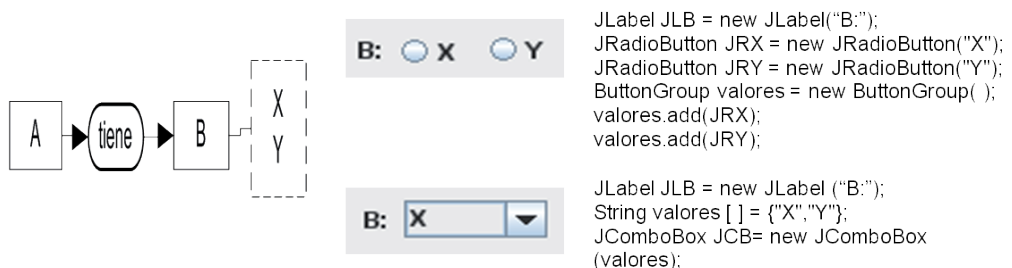 A
tiene
B
X
Y
B: X Y
B: X
JLabel JLB = new JLabel(“B:”);
JRadioButton JRX = new JRadioButton("X");
JRadioButton JRY = new JRadioButton("Y");
ButtonGroup valores = new ButtonGroup( );
valores.add(JRX);
valores.add(JRY);
JLabel JLB = new JLabel (“B:”);
String valores [ ] = {"X","Y"};
JComboBox JCB= new JComboBox
(valores);